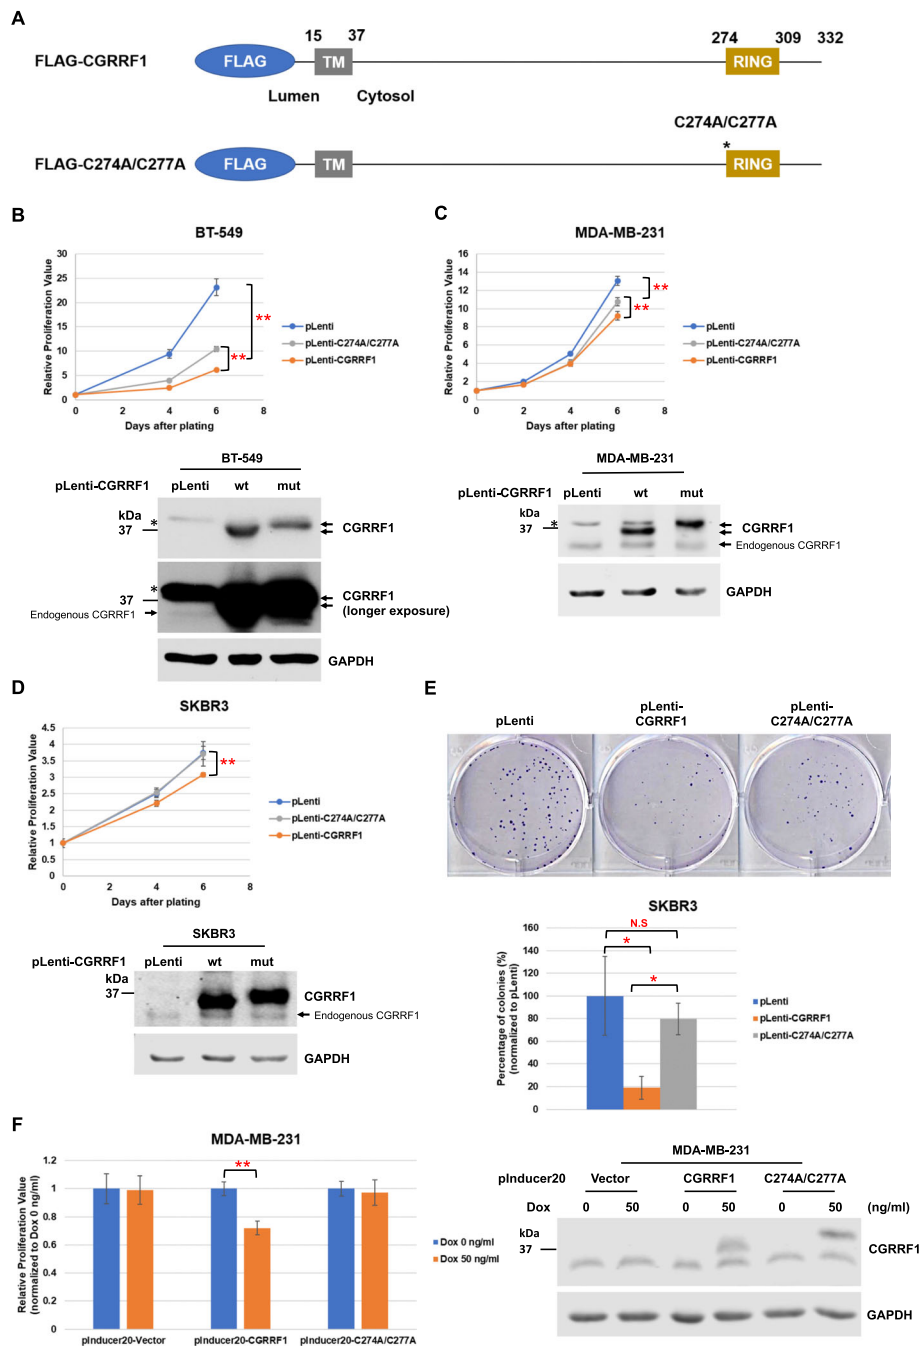 A
15 37 274 309 332
FLAG-CGRRF1 FLAG TM RING
Lumen Cytosol
C274A/C277A
*
FLAG-C274A/C277A FLAG TM RING
B
BT-549
Relative Proliferation Value
30
25
20
15
10
5
0
0 2 4 6 8
Days after plating
**
**
pLenti
pLenti-C274A/C277A
pLenti-CGRRF1
BT-549
pLenti-CGRRF1 pLenti wt mut
kDa
*
37
CGRRF1
*
37
Endogenous CGRRF1
CGRRF1
(longer exposure)
GAPDH
C
MDA-MB-231
Relative Proliferation Value
16
14
12
10
8
6
4
2
0
0 2 4 6 8
Days after plating
**
**
pLenti
pLenti-C274A/C277A
pLenti-CGRRF1
MDA-MB-231
pLenti-CGRRF1 pLenti wt mut
kDa
*
37
CGRRF1
Endogenous CGRRF1
GAPDH
D
SKBR3
Relative Proliferation Value
4.5
4
3.5
3
2.5
2
1.5
1
0.5
0
0 2 4 6 8
Days after plating
**
pLenti
pLenti-C274A/C277A
pLenti-CGRRF1
SKBR3
pLenti-CGRRF1 pLenti wt mut
kDa
37
CGRRF1
Endogenous CGRRF1
GAPDH
E
pLenti
pLenti-
CGRRF1
pLenti-
C274A/C277A
SKBR3
Percentage of colonies (%)
(normalized to pLenti)
160
140
120
100
80
60
40
20
0
N.S
*
*
pLenti
pLenti-CGRRF1
pLenti-C274A/C277A
F
MDA-MB-231
Relative Proliferation Value
(normalized to Dox 0 ng/ml)
1.2
1
0.8
0.6
0.4
0.2
0
**
Dox 0 ng/ml
Dox 50 ng/ml
pInducer20-Vector pInducer20-CGRRF1 pInducer20-C274A/C277A
MDA-MB-231
pInducer20 Vector CGRRF1 C274A/C277A
Dox 0 50 0 50 0 50 (ng/ml)
kDa
37
CGRRF1
GAPDH